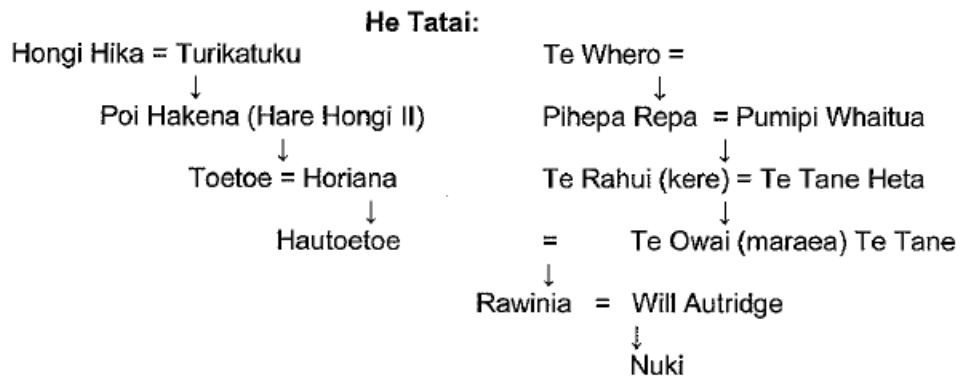 He Tatai:
Hongi Hika = Turikatuku Te Whero =
↓ ↓
Poi Hakena (Hare Hongi II) Pihepa Repa = Pumipi Whaitua
↓ ↓
Toetoe = Horiana Te Rahui (kere) = Te Tane Heta
↓ ↓
Hautoetoe = Te Owai (maraea) Te Tane
↓
Rawinia = Will Autridge
↓
Nuki